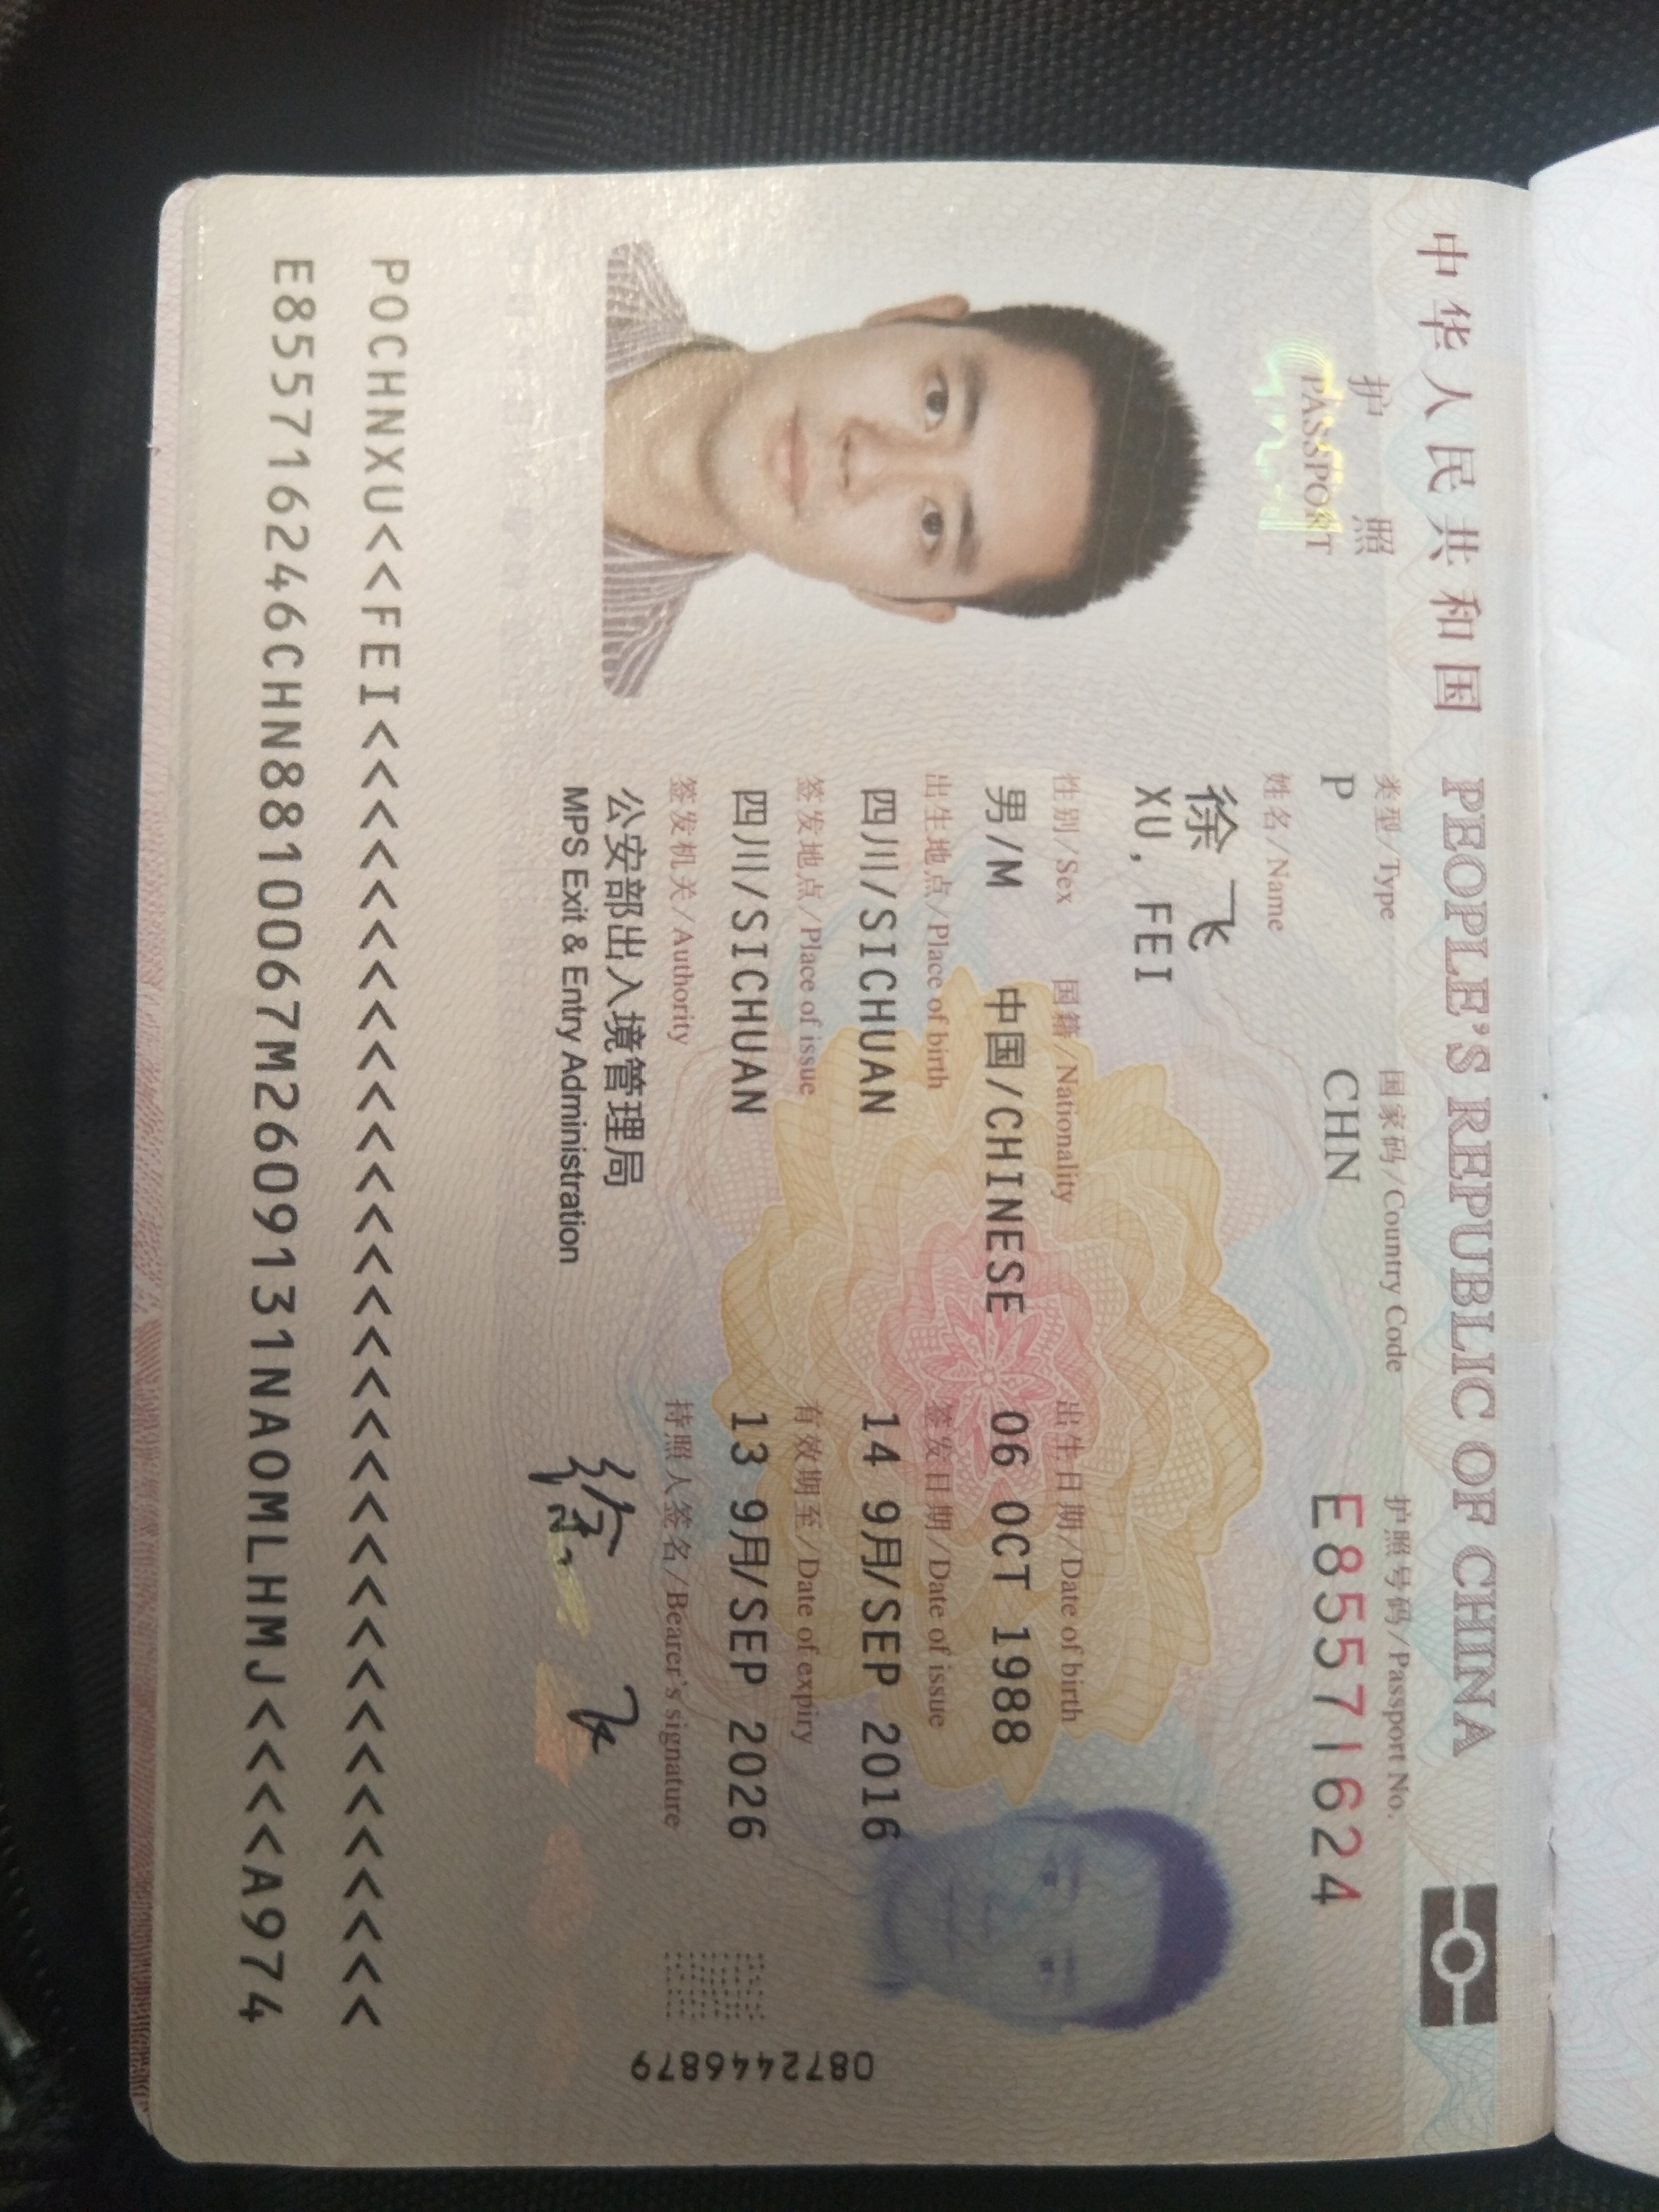 中华人民共和国 PEOPLE'S REPUBLIC OF CHINA
护 照
PASSPORT
类型/Type 国家码/Country Code 护照号码/Passport No.
P CHN E85571624
姓名/Name
徐飞
XU, FEI
性别/Sex 国籍/Nationality 出生日期/Date of birth
男/M 中国/CHINESE 06 OCT 1988
出生地点/Place of birth 签发日期/Date of issue
四川/SICHUAN 14 9月/SEP 2016
签发地点/Place of issue 有效期至/Date of expiry
四川/SICHUAN 13 9月/SEP 2026
签发机关/Authority 持照人签名/Bearer's signature
公安部出入境管理局
MPS Exit & Entry Administration
徐飞
0872446879
POCHNXU<<FEI<<<<<<<<<<<<<<<<<<<<<<<<<<<<<<<<
E855716246CHN8810067M2609131NAOMLHMJ<<<<A974